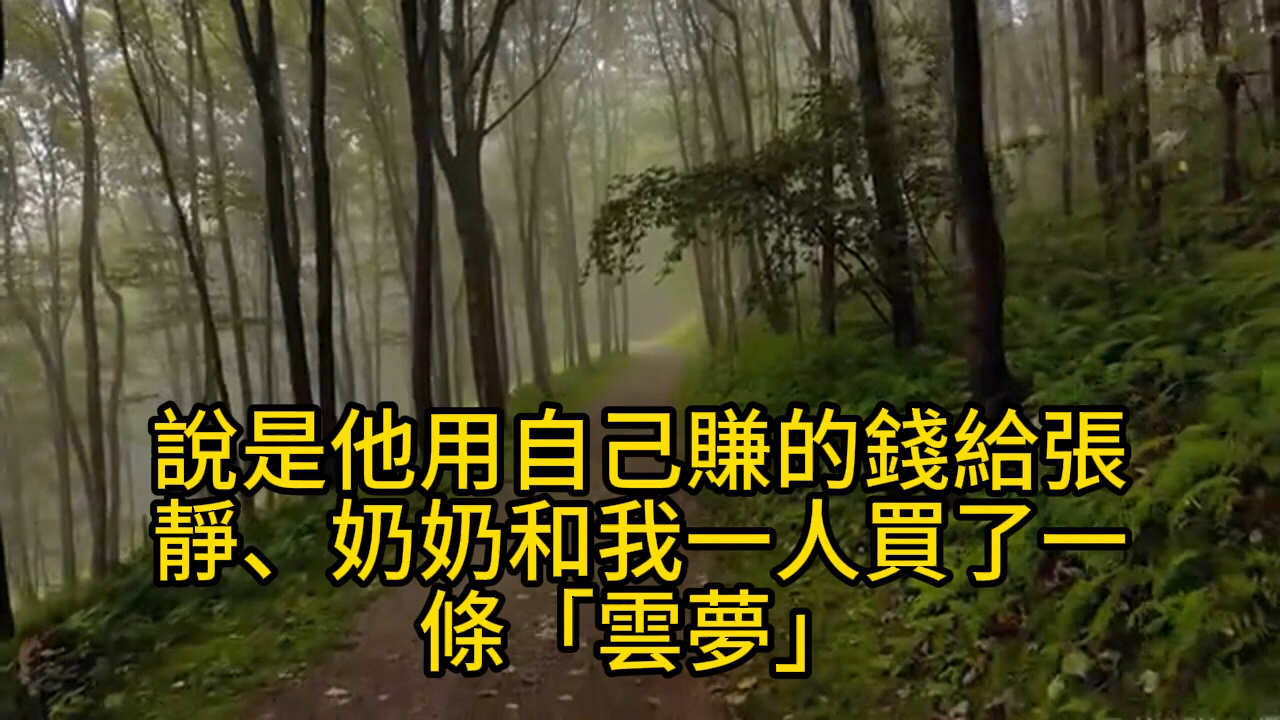 說是他用自己賺的錢給張
靜、奶奶和我一人買了一
條「雲夢」